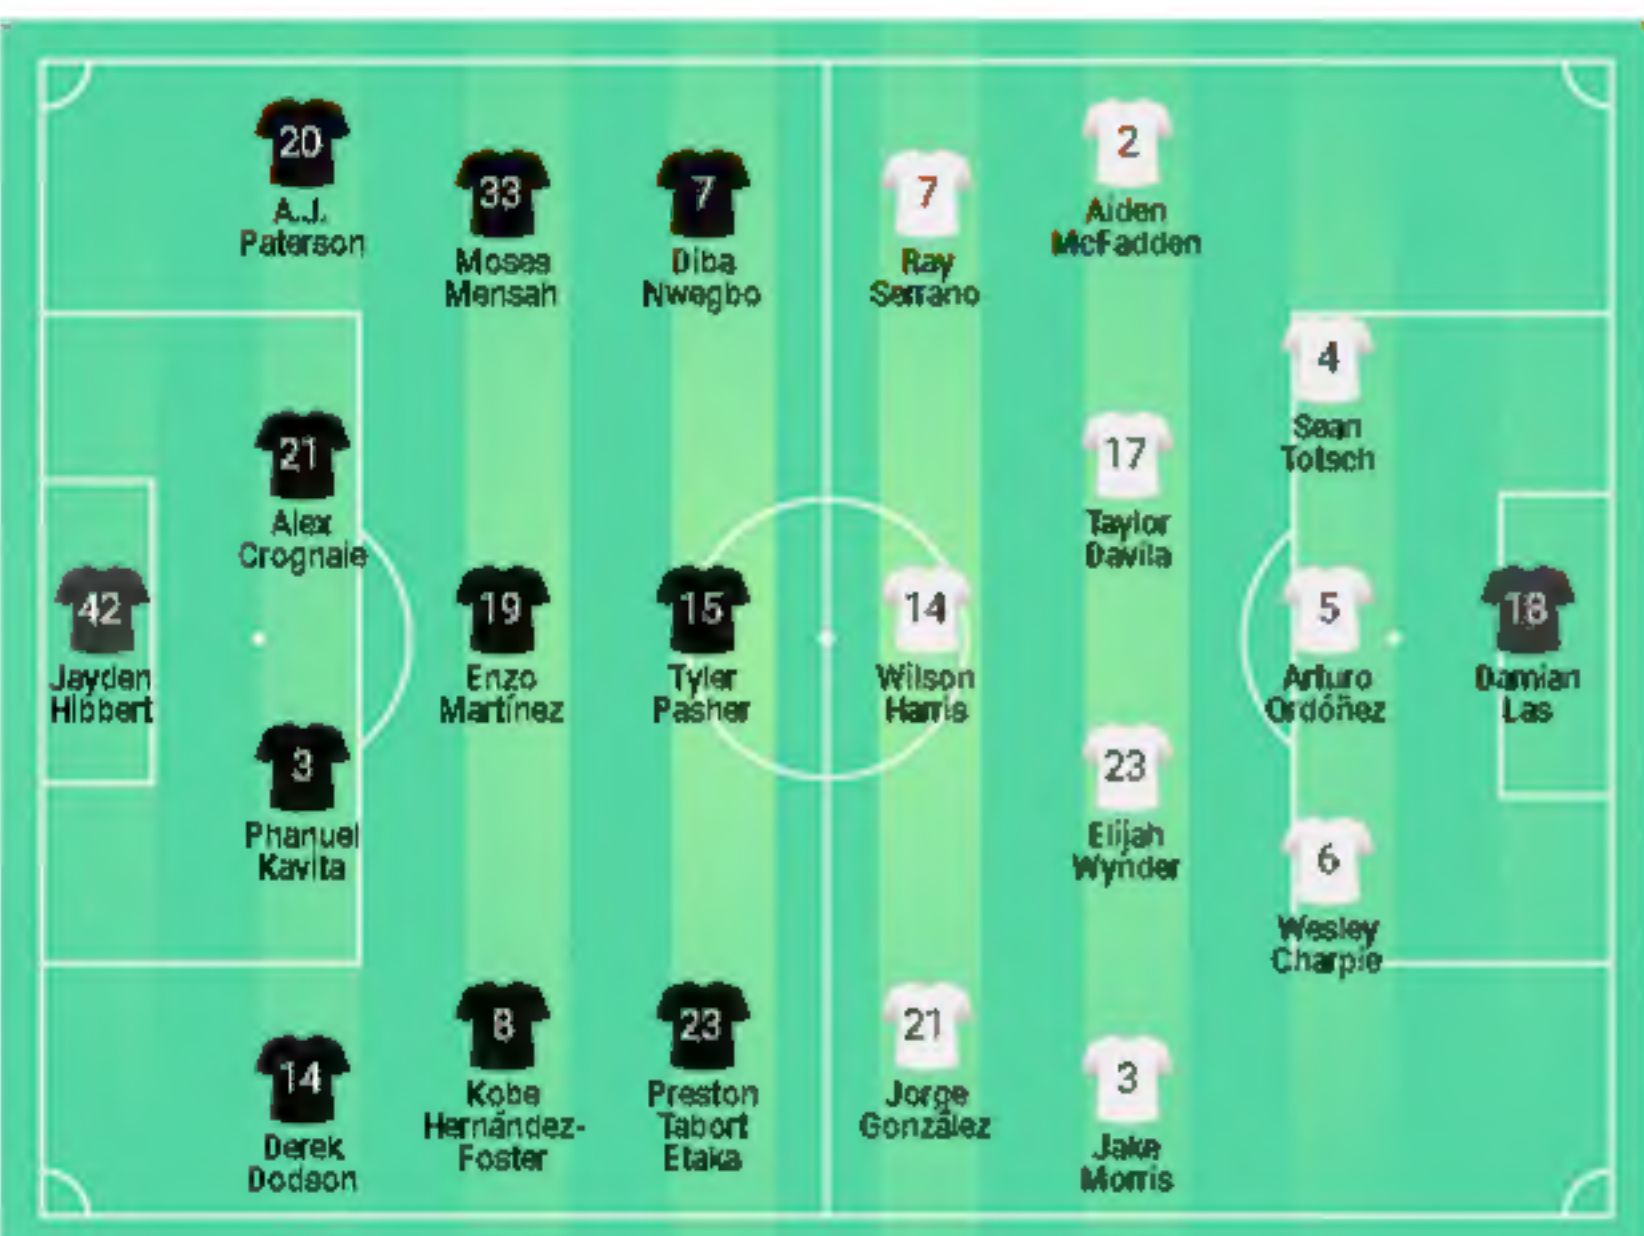 20
A.J.
Paterson
33
Moses
Mensah
7
Diba
Nwegbo
7
Ray
Serrano
2
Aiden
McFadden
4
Sean
Totsch
21
Alex
Crognale
17
Taylor
Davila
42
Jayden
Hibbert
19
Enzo
Martínez
15
Tyler
Pasher
14
Wilson
Harris
5
Arturo
Ordóñez
18
Damian
Las
3
Phanuel
Kavita
23
Elijah
Wynder
6
Wesley
Charpie
14
Derek
Dodson
8
Kobe
Hernández-
Foster
23
Preston
Tabort
Etaka
21
Jorge
González
3
Jake
Morris